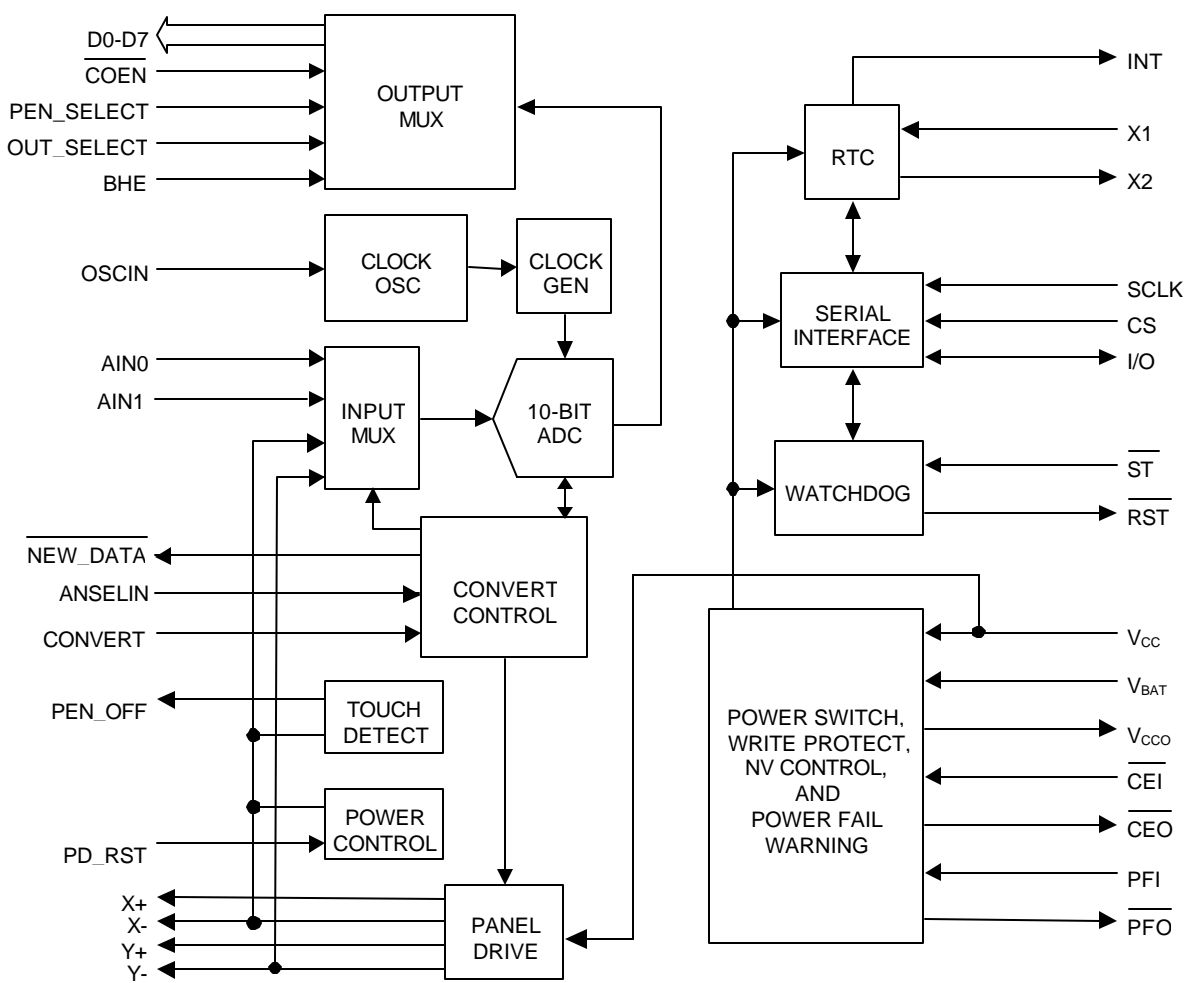 D0-D7
COEN
PEN_SELECT
OUT_SELECT
BHE
OUTPUT
MUX
OSCIN
CLOCK
OSC
CLOCK
GEN
AIN0
AIN1
INPUT
MUX
10-BIT
ADC
NEW_DATA
ANSELIN
CONVERT
CONVERT
CONTROL
PEN_OFF
TOUCH
DETECT
PD_RST
POWER
CONTROL
X+
X-
Y+
Y-
PANEL
DRIVE
INT
X1
X2
RTC
SERIAL
INTERFACE
SCLK
CS
I/O
WATCHDOG
ST
RST
POWER SWITCH,
WRITE PROTECT,
NV CONTROL,
AND
POWER FAIL
WARNING
VCC
VBAT
VCCO
CEI
CEO
PFI
PFO